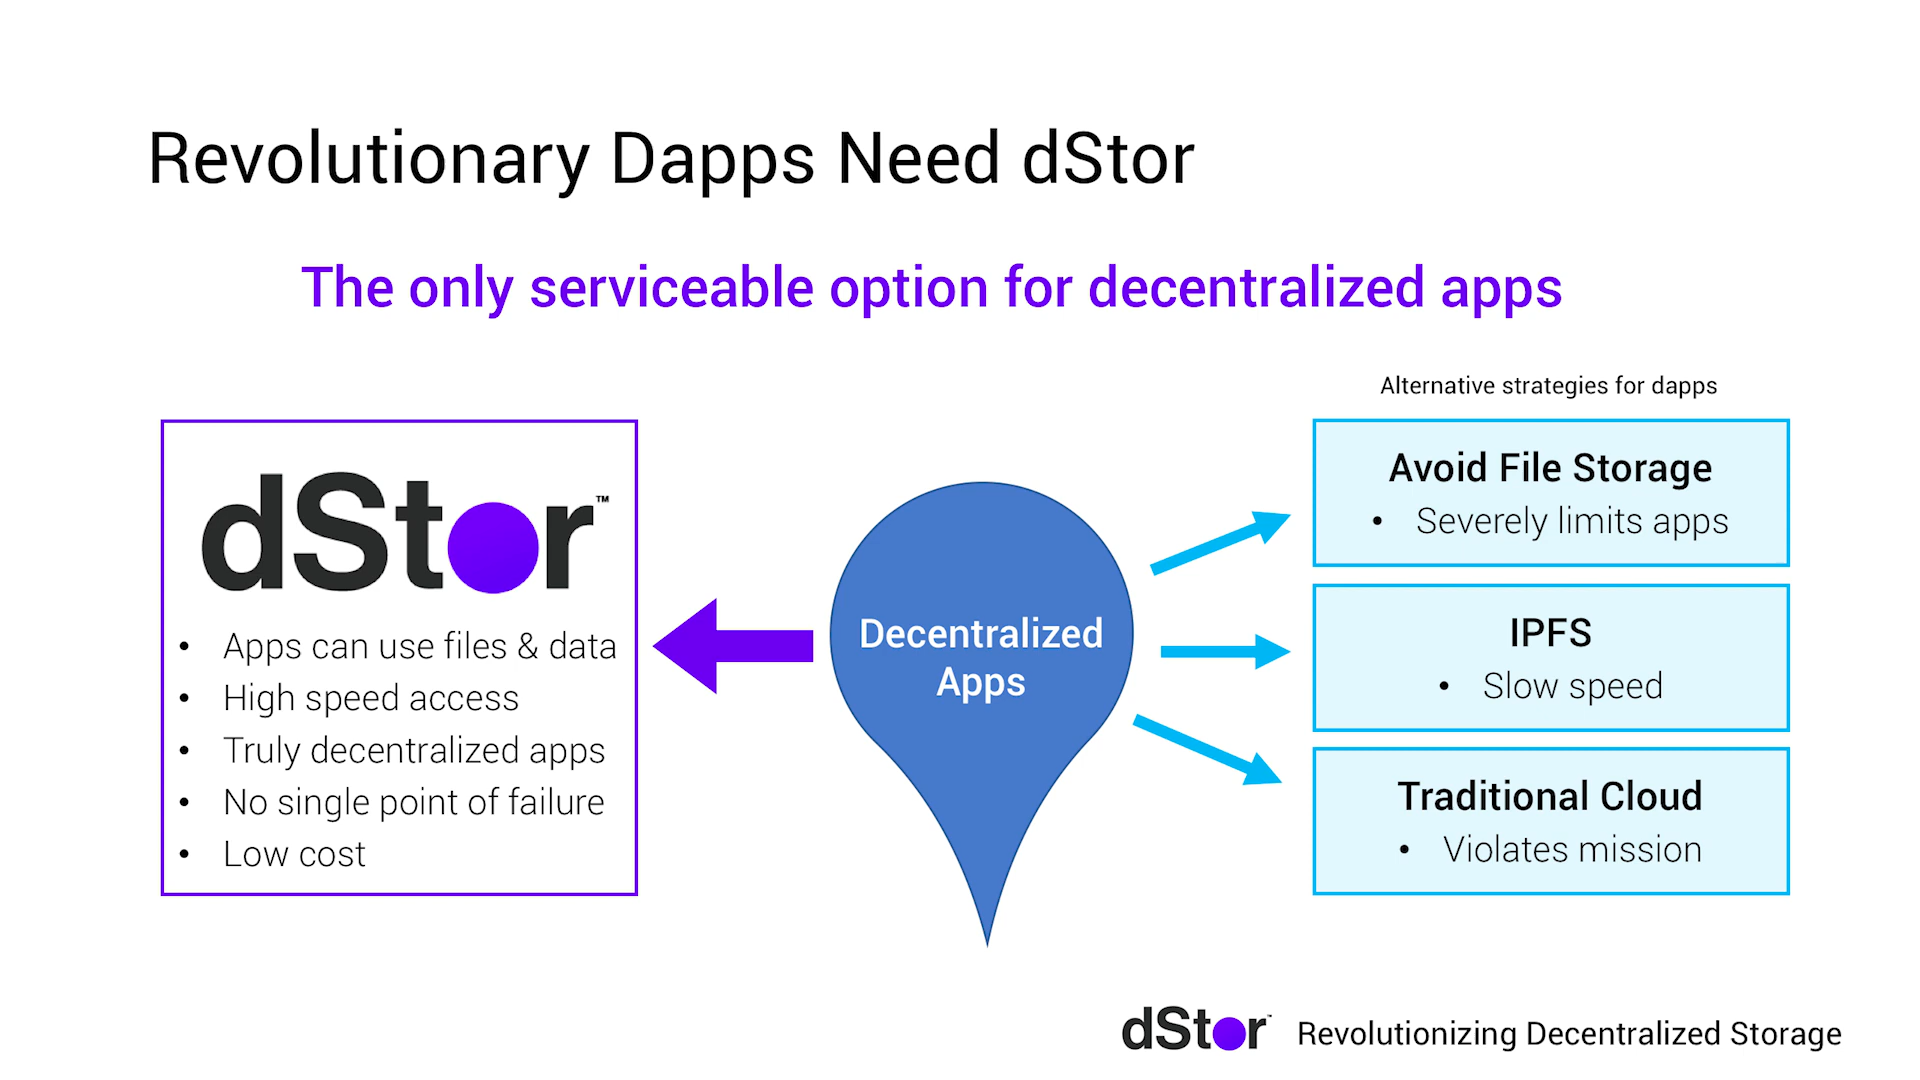 Revolutionary Dapps Need dStor
The only serviceable option for decentralized apps
dStor™
• Apps can use files & data
• High speed access
• Truly decentralized apps
• No single point of failure
• Low cost
Decentralized
Apps
Alternative strategies for dapps
Avoid File Storage
• Severely limits apps
IPFS
• Slow speed
Traditional Cloud
• Violates mission
dStor™ Revolutionizing Decentralized Storage